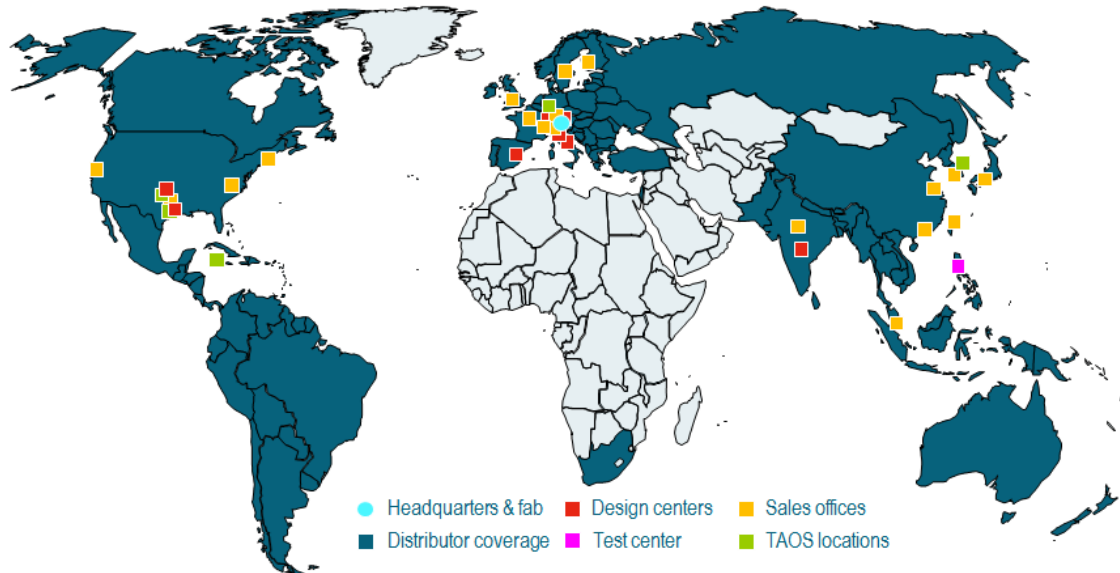 Headquarters & fab
Design centers
Sales offices
Distributor coverage
Test center
TAOS locations